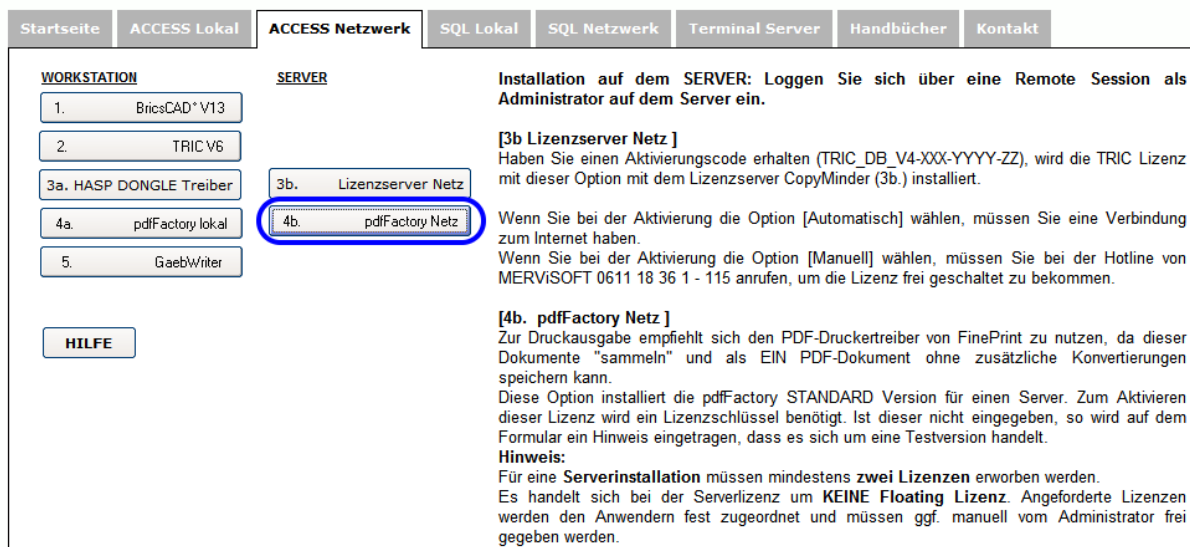 Startseite ACCESS Lokal ACCESS Netzwerk SQL Lokal SQL Netzwerk Terminal Server Handbücher Kontakt
WORKSTATION
1. BricsCAD® V13
2. TRIC V6
3a. HASP DONGLE Treiber
4a. pdfFactory lokal
5. GaebWriter
HILFE
SERVER
3b. Lizenzserver Netz
4b. pdfFactory Netz
Installation auf dem SERVER: Loggen Sie sich über eine Remote Session als
Administrator auf dem Server ein.
[3b Lizenzserver Netz ]
Haben Sie einen Aktivierungscode erhalten (TRIC_DB_V4-XXX-YYYY-ZZ), wird die TRIC Lizenz
mit dieser Option mit dem Lizenzserver CopyMinder (3b.) installiert.
Wenn Sie bei der Aktivierung die Option [Automatisch] wählen, müssen Sie eine Verbindung
zum Internet haben.
Wenn Sie bei der Aktivierung die Option [Manuell] wählen, müssen Sie bei der Hotline von
MERViSOFT 0611 18 36 1 - 115 anrufen, um die Lizenz frei geschaltet zu bekommen.
[4b. pdfFactory Netz ]
Zur Druckausgabe empfiehlt sich den PDF-Druckertreiber von FinePrint zu nutzen, da dieser
Dokumente "sammeln" und als EIN PDF-Dokument ohne zusätzliche Konvertierungen
speichern kann.
Diese Option installiert die pdfFactory STANDARD Version für einen Server. Zum Aktivieren
dieser Lizenz wird ein Lizenzschlüssel benötigt. Ist dieser nicht eingegeben, so wird auf dem
Formular ein Hinweis eingetragen, dass es sich um eine Testversion handelt.
Hinweis:
Für eine Serverinstallation müssen mindestens zwei Lizenzen erworben werden.
Es handelt sich bei der Serverlizenz um KEINE Floating Lizenz. Angeforderte Lizenzen
werden den Anwendern fest zugeordnet und müssen ggf. manuell vom Administrator frei
gegeben werden.